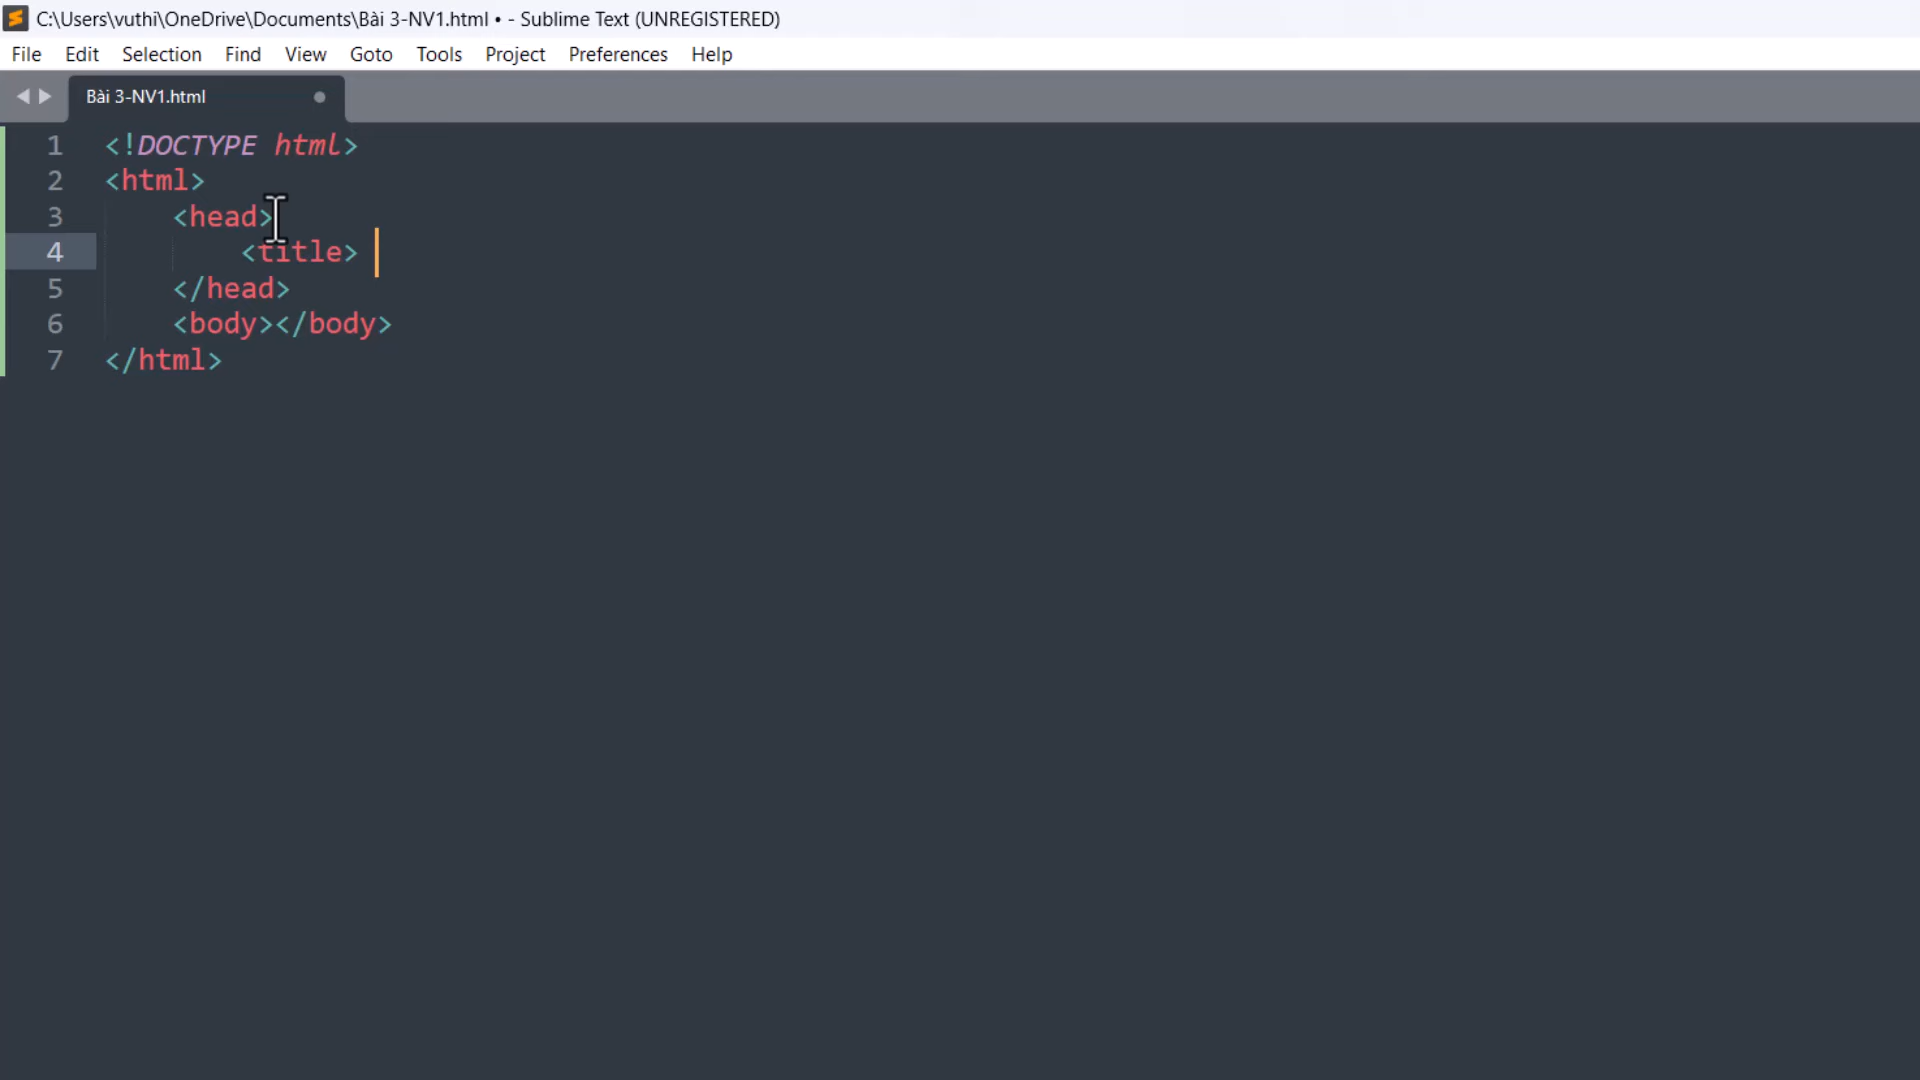 C:\Users\vuthi\OneDrive\Documents\Bài 3-NV1.html • - Sublime Text (UNREGISTERED)
File Edit Selection Find View Goto Tools Project Preferences Help
Bài 3-NV1.html
1 <!DOCTYPE html>
2 <html>
3 <head>
4 <title>
5 </head>
6 <body></body>
7 </html>